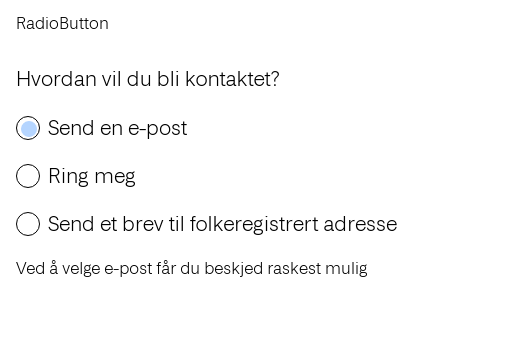 RadioButton
Hvordan vil du bli kontaktet?
Send en e-post
Ring meg
Send et brev til folkeregistrert adresse
Ved å velge e-post får du beskjed raskest mulig